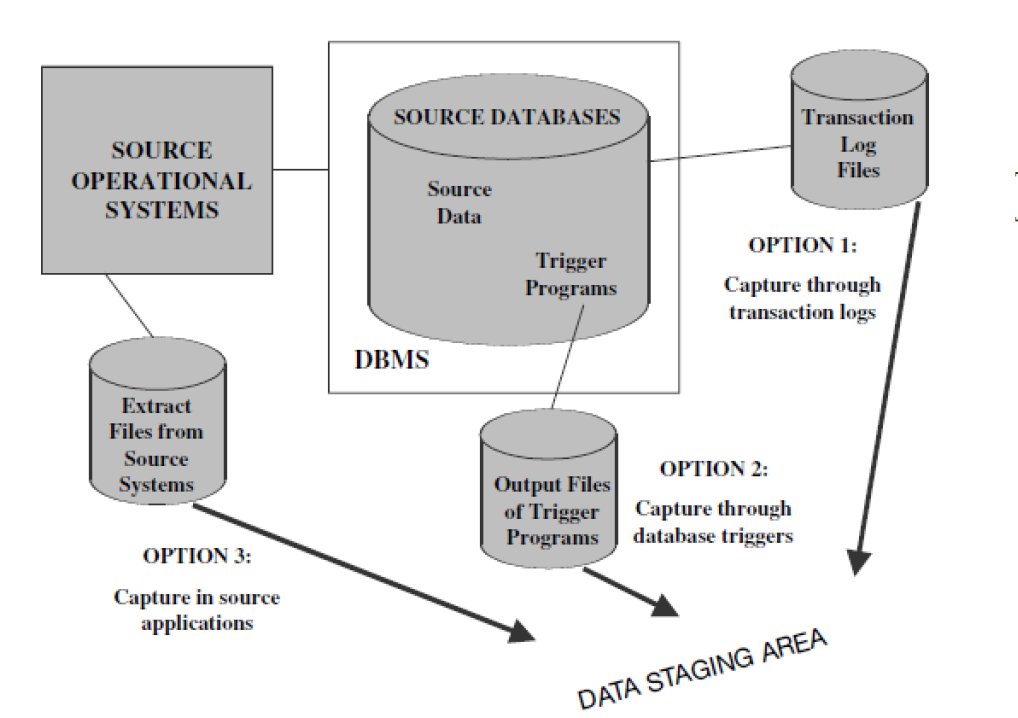 SOURCE
OPERATIONAL
SYSTEMS
SOURCE DATABASES
Source
Data
Trigger
Programs
DBMS
Transaction
Log
Files
OPTION 1:
Capture through
transaction logs
Extract
Files from
Source
Systems
Output Files
of Trigger
Programs
OPTION 2:
Capture through
database triggers
OPTION 3:
Capture in source
applications
DATA STAGING AREA